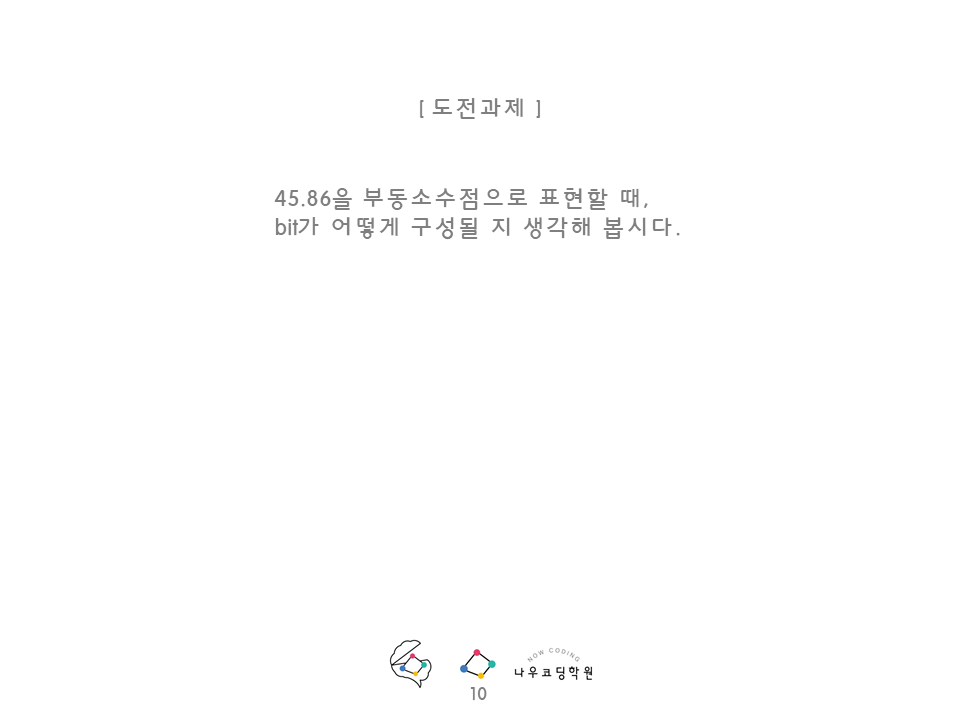 [ 도전과제 ]
45.86을 부동소수점으로 표현할 때,
bit가 어떻게 구성될 지 생각해 봅시다.
NOW CODING
나우코딩학원
10